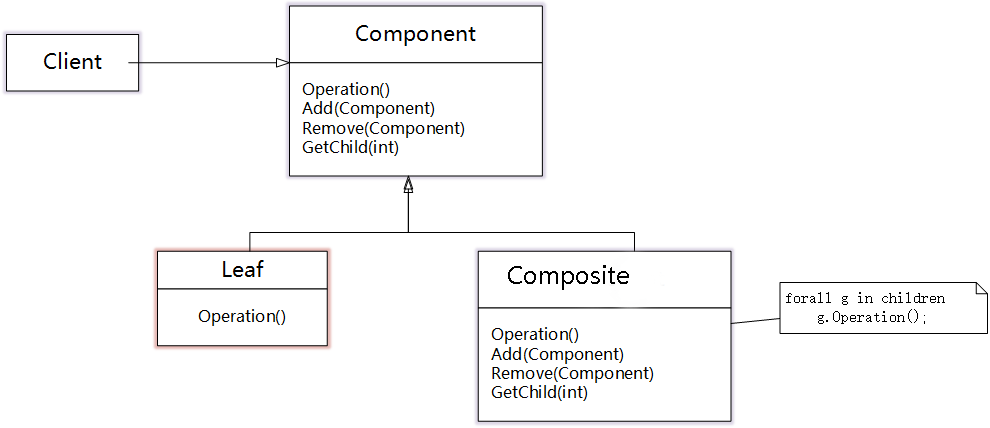 Client
Component
Operation()
Add(Component)
Remove(Component)
GetChild(int)
Leaf
Operation()
Composite
Operation()
Add(Component)
Remove(Component)
GetChild(int)
forall g in children
g.Operation();